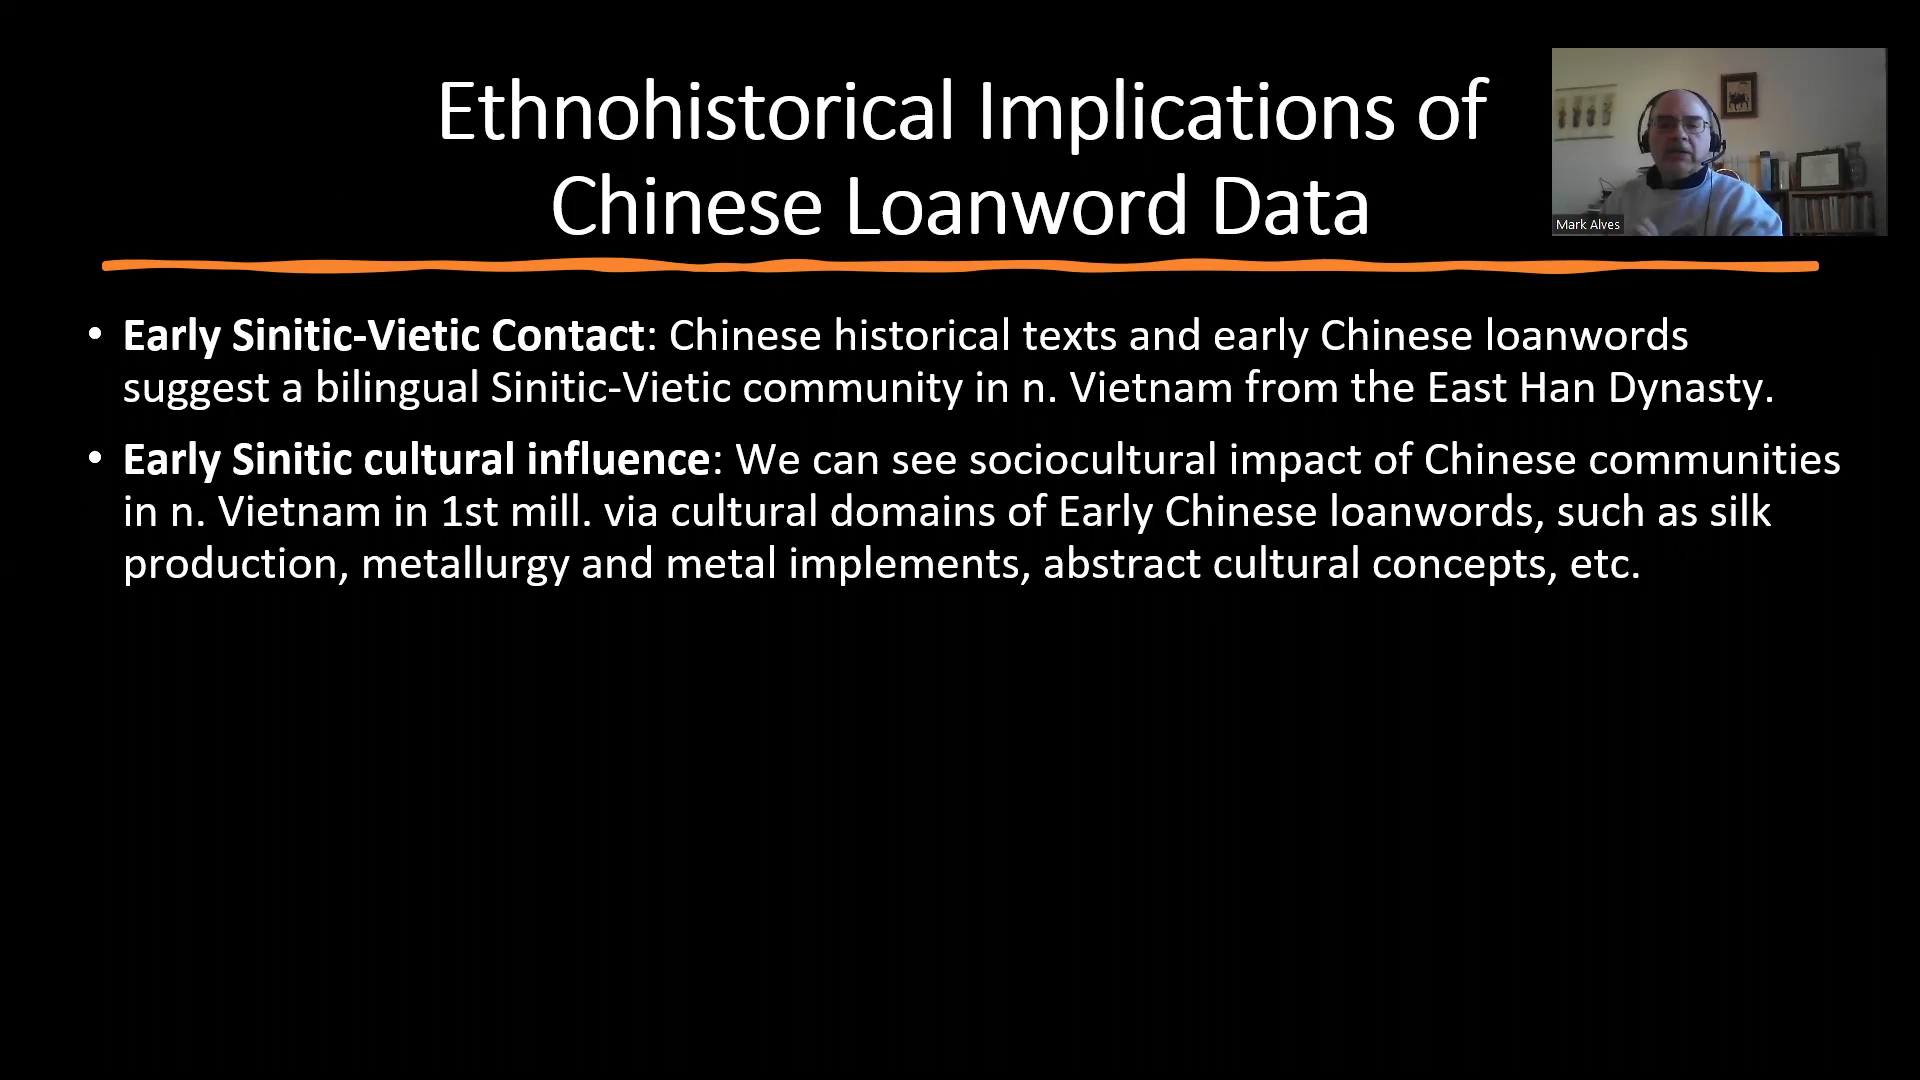 Ethnohistorical Implications of
Chinese Loanword Data
Mark Alves
• Early Sinitic-Vietic Contact: Chinese historical texts and early Chinese loanwords
suggest a bilingual Sinitic-Vietic community in n. Vietnam from the East Han Dynasty.
• Early Sinitic cultural influence: We can see sociocultural impact of Chinese communities
in n. Vietnam in 1st mill. via cultural domains of Early Chinese loanwords, such as silk
production, metallurgy and metal implements, abstract cultural concepts, etc.